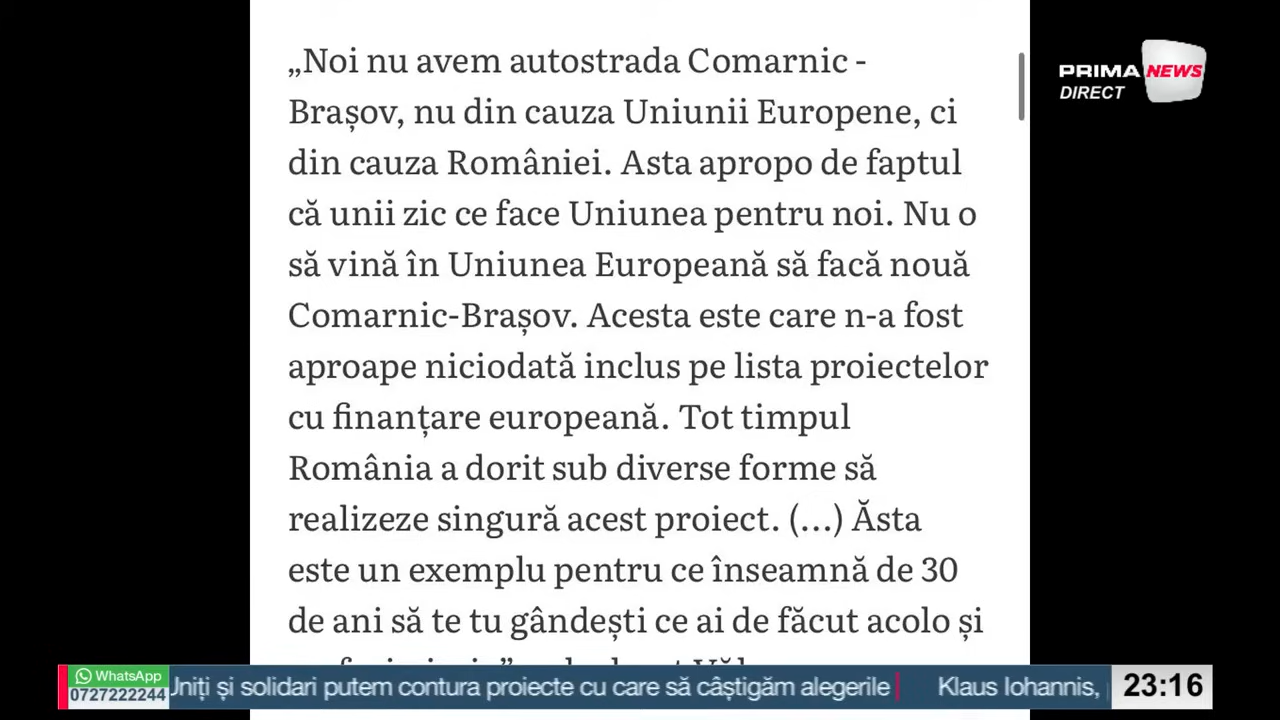 „Noi nu avem autostrada Comarnic -
Brașov, nu din cauza Uniunii Europene, ci
din cauza României. Asta apropo de faptul
că unii zic ce face Uniunea pentru noi. Nu o
să vină în Uniunea Europeană să facă nouă
Comarnic-Brașov. Acesta este care n-a fost
aproape niciodată inclus pe lista proiectelor
cu finanțare europeană. Tot timpul
România a dorit sub diverse forme să
realizeze singură acest proiect. (...) Ăsta
este un exemplu pentru ce înseamnă de 30
de ani să te tu gândești ce ai de făcut acolo și
PRIMA NEWS
DIRECT
WhatsApp
0727222244
Uniți și solidari putem contura proiecte cu care să câștigăm alegerile
Klaus Iohannis,
23:16